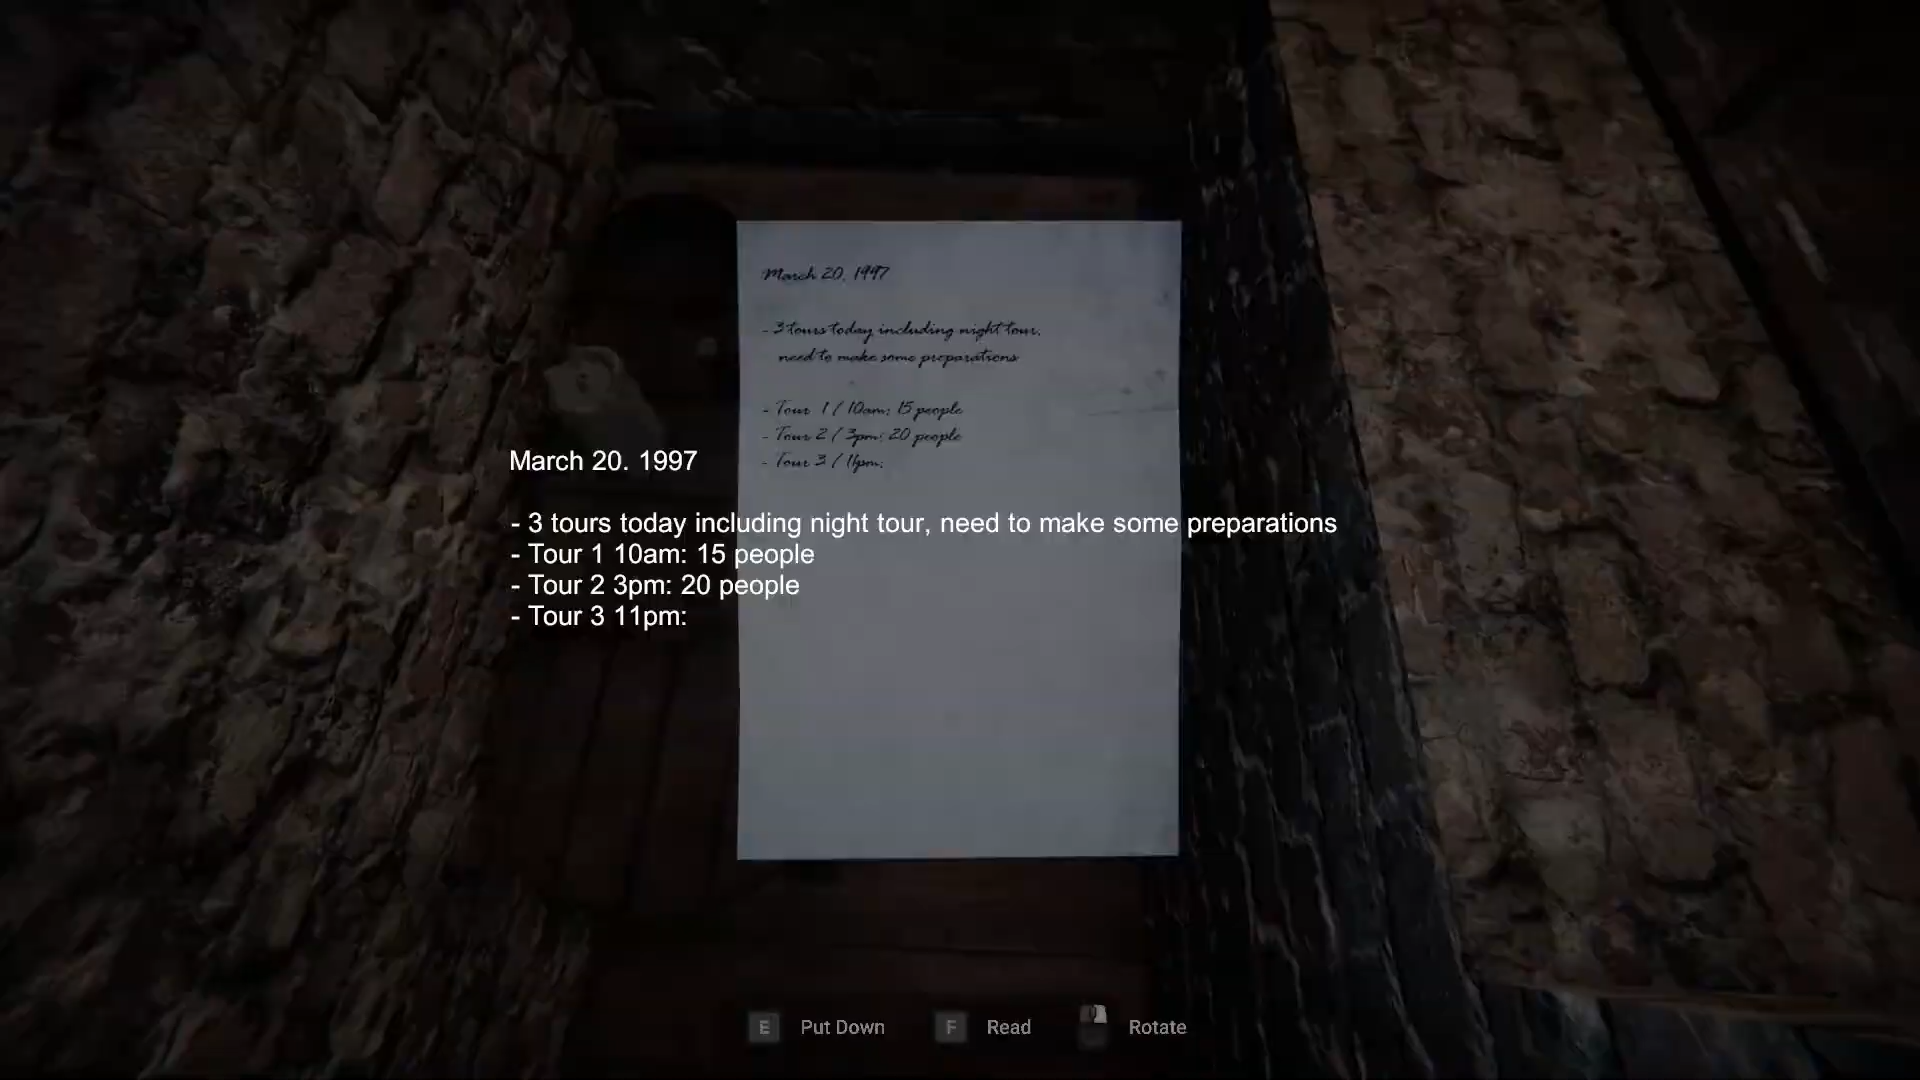 March 20. 1997
- 3 tours today including night tour,
need to make some preparations
- Tour 1 / 10am: 15 people
- Tour 2 / 3pm: 20 people
- Tour 3 / 11pm:
March 20. 1997
- 3 tours today including night tour, need to make some preparations
- Tour 1 10am: 15 people
- Tour 2 3pm: 20 people
- Tour 3 11pm:
E Put Down F Read Rotate